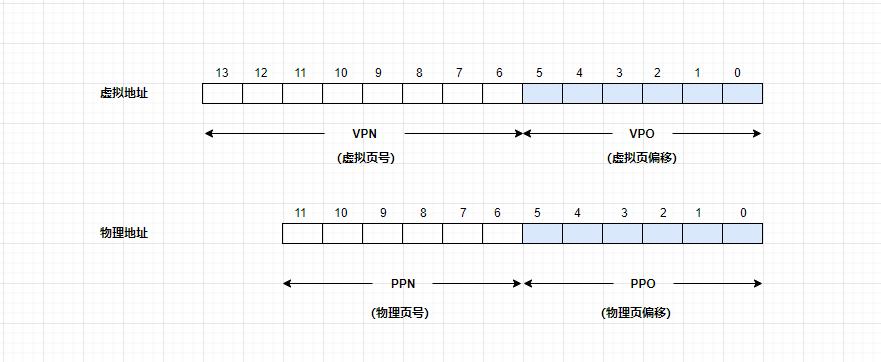 13 12 11 10 9 8 7 6 5 4 3 2 1 0
虚拟地址
VPN VPO
(虚拟页号) (虚拟页偏移)
11 10 9 8 7 6 5 4 3 2 1 0
物理地址
PPN PPO
(物理页号) (物理页偏移)